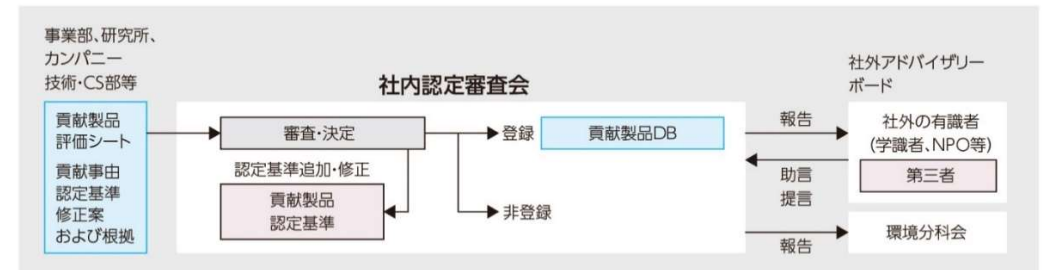 事業部、研究所、
カンパニー
技術・CS部等
貢献製品
評価シート
貢献事由
認定基準
修正案
および根拠
社内認定審査会
審査・決定
認定基準追加・修正
貢献製品
認定基準
登録
貢献製品DB
非登録
報告
助言
提言
報告
社外アドバイザリー
ボード
社外の有識者
(学識者、NPO等)
第三者
環境分科会